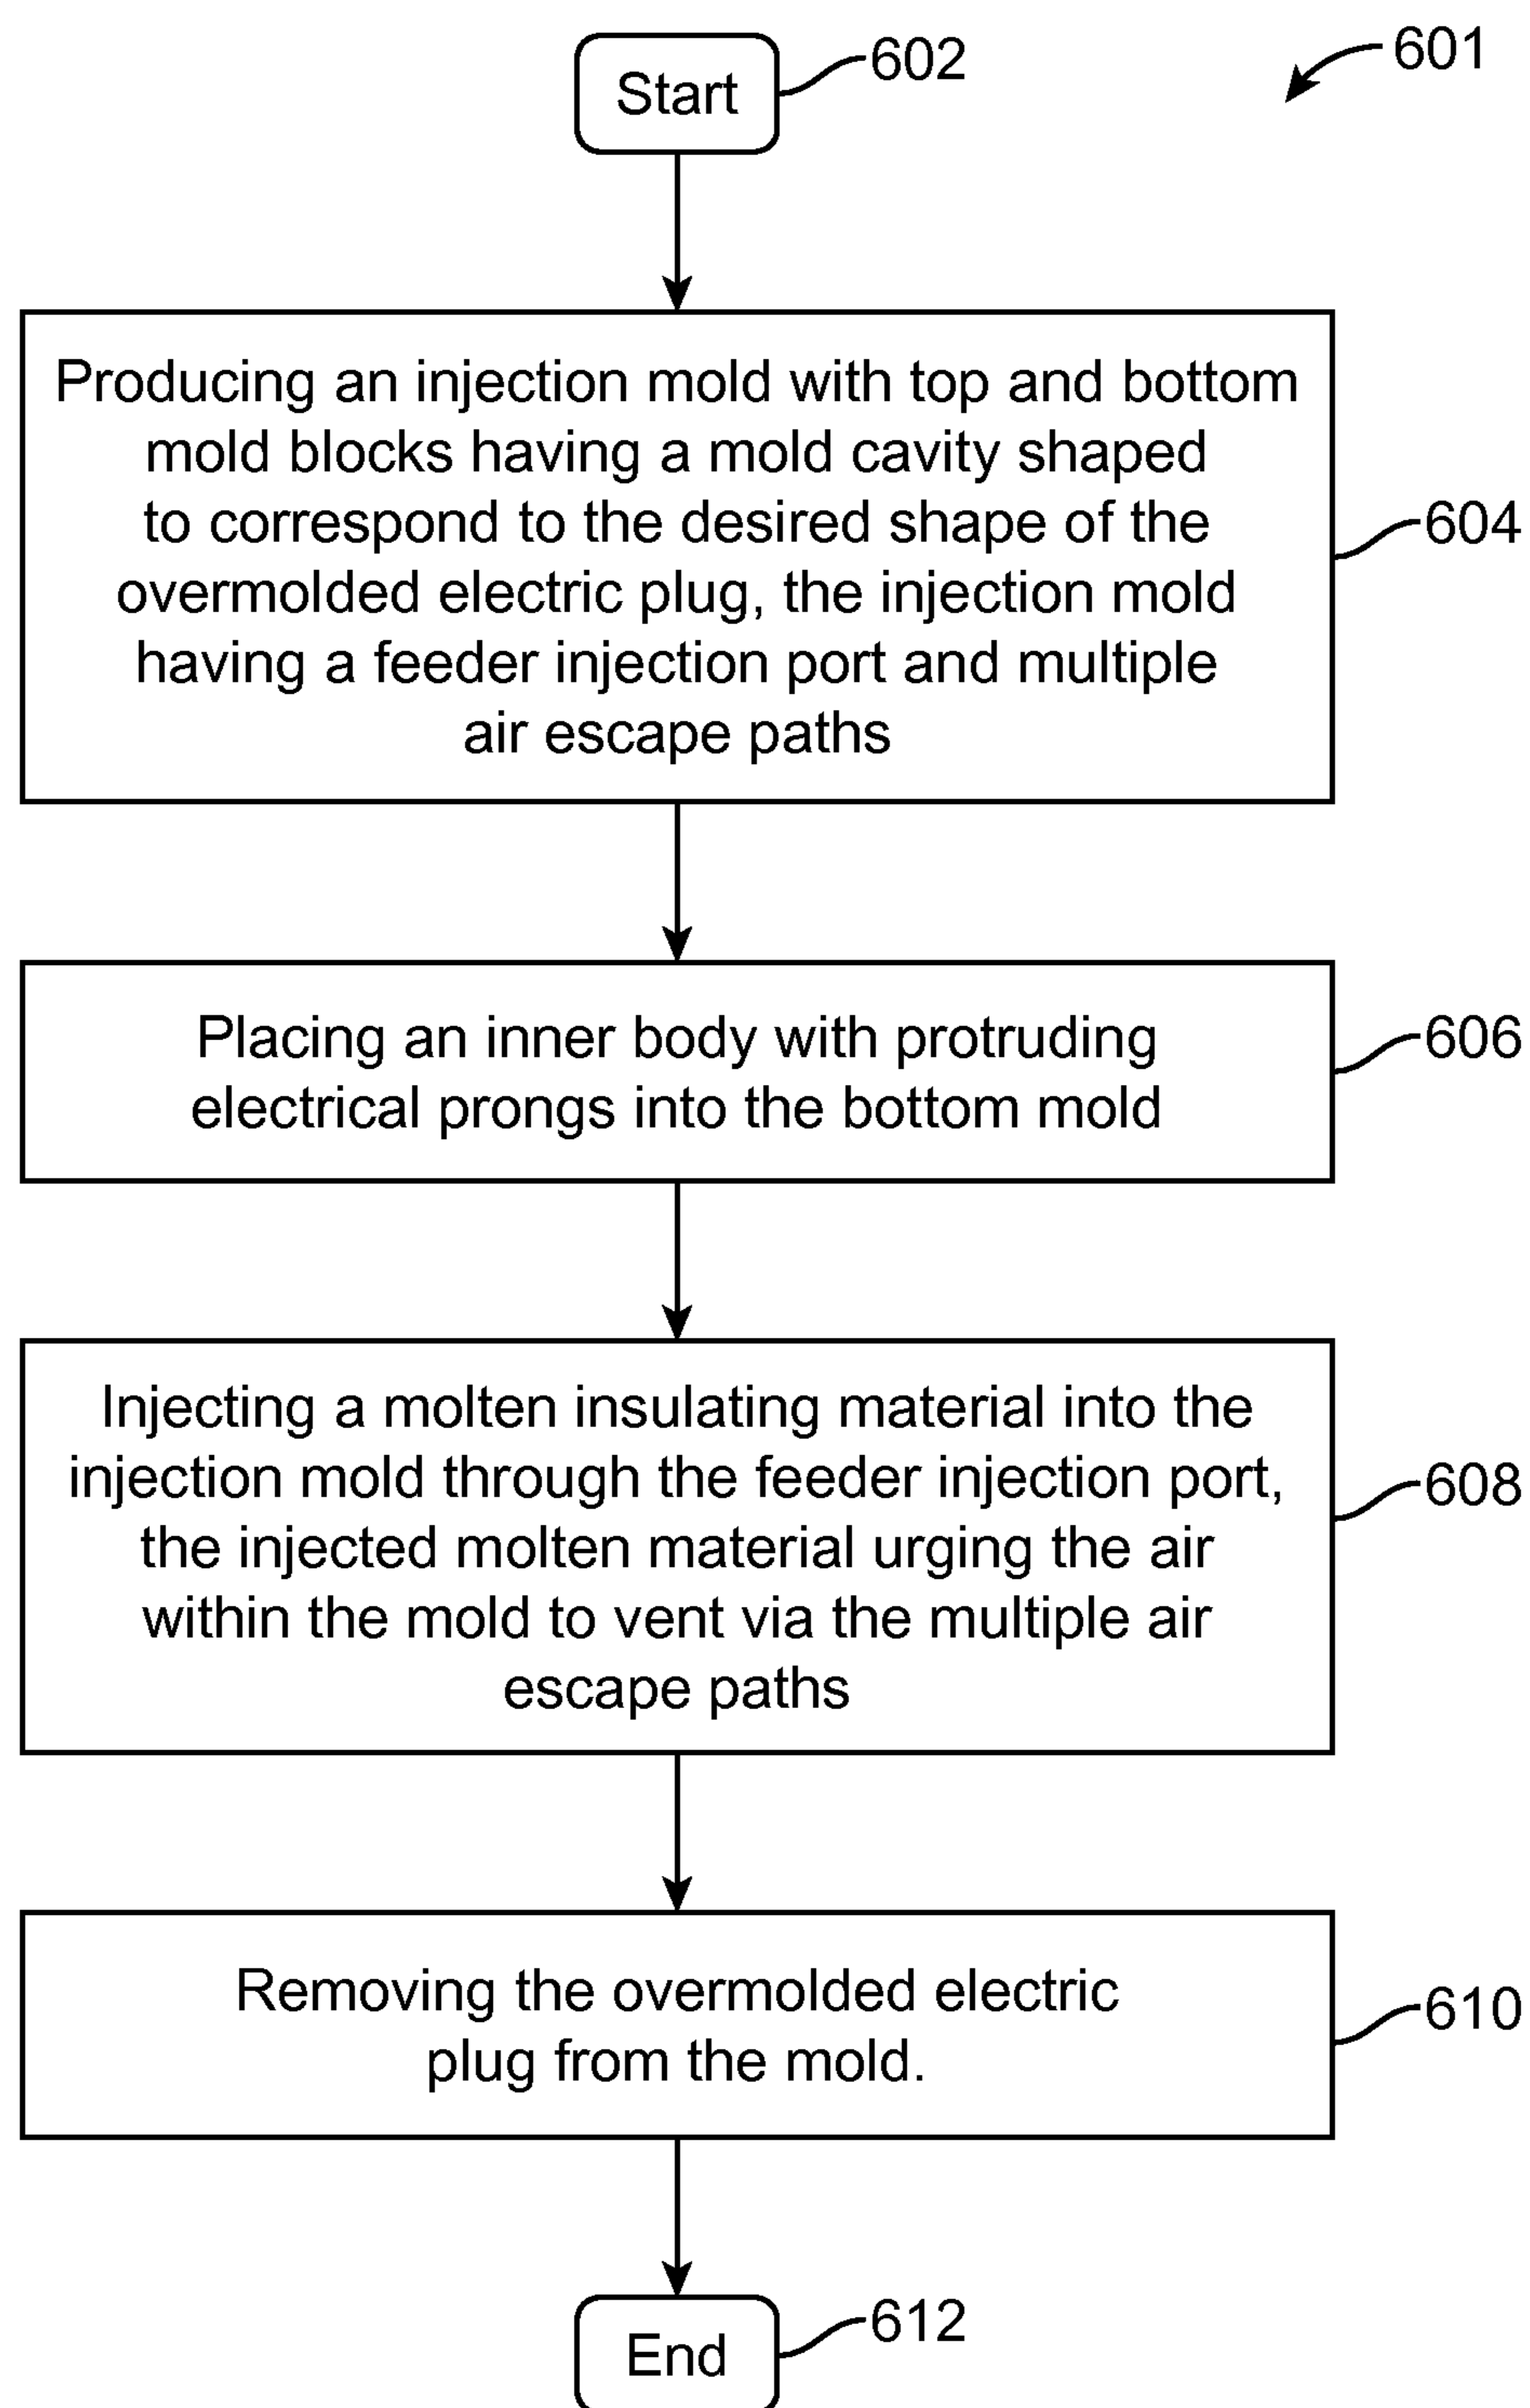 601
Start
602
Producing an injection mold with top and bottom
mold blocks having a mold cavity shaped
to correspond to the desired shape of the
overmolded electric plug, the injection mold
having a feeder injection port and multiple
air escape paths
604
Placing an inner body with protruding
electrical prongs into the bottom mold
606
Injecting a molten insulating material into the
injection mold through the feeder injection port,
the injected molten material urging the air
within the mold to vent via the multiple air
escape paths
608
Removing the overmolded electric
plug from the mold.
610
End
612